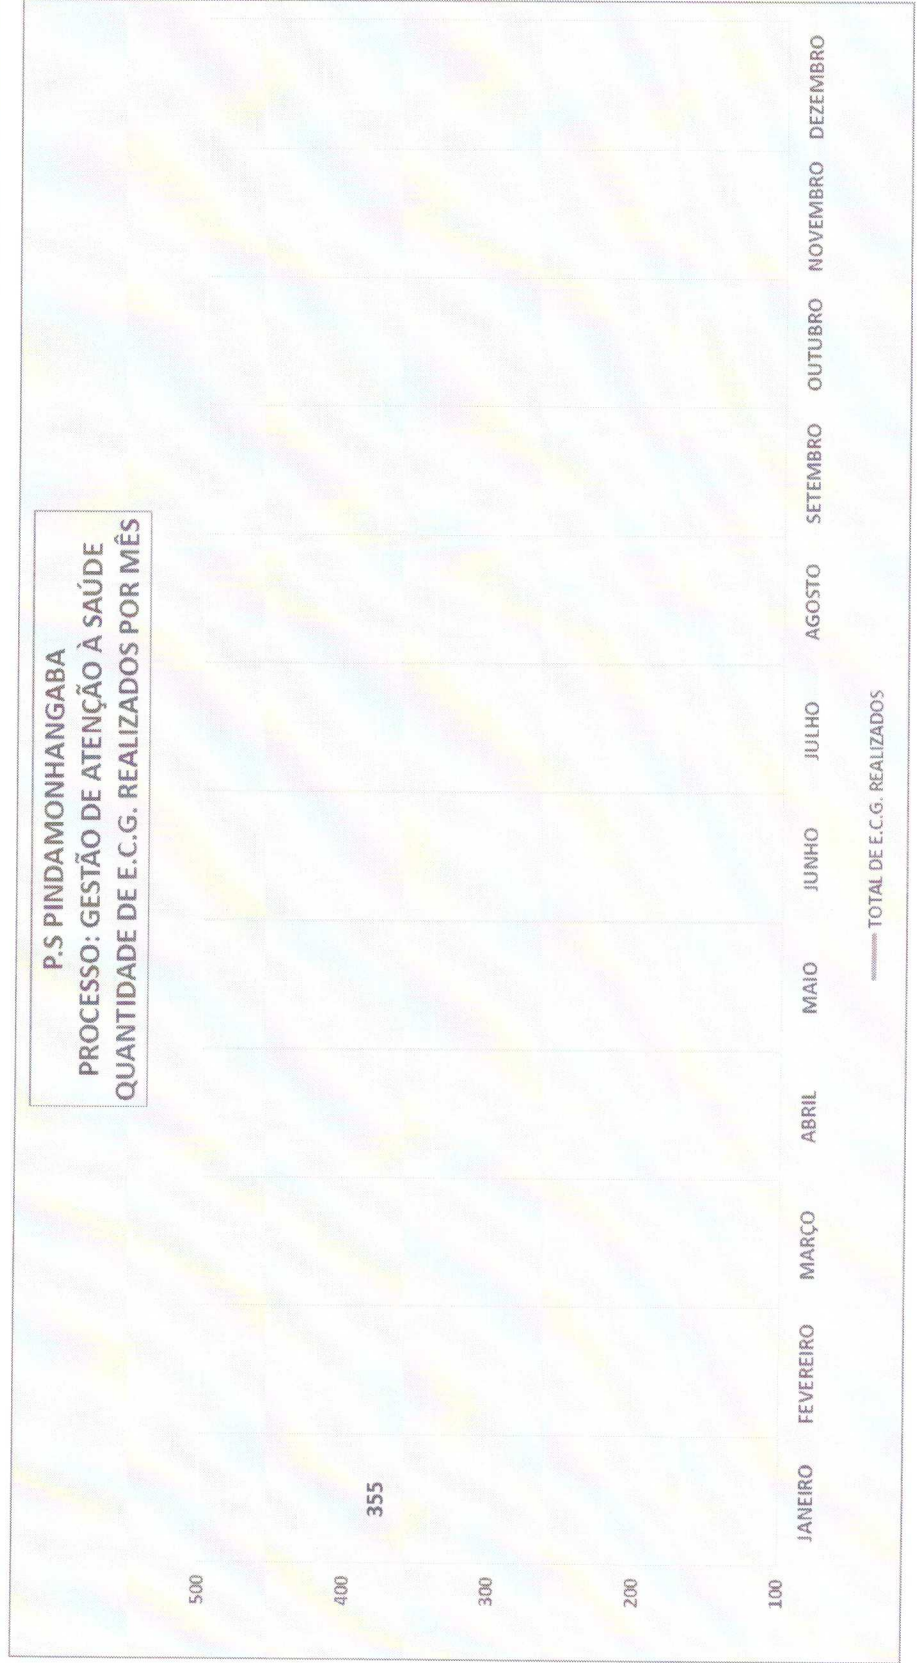 P.S PINDAMONHANGABA
PROCESSO: GESTÃO DE ATENÇÃO À SAÚDE
QUANTIDADE DE E.C.G. REALIZADOS POR MÊS
500
400
300
200
100
355
JANEIRO FEVEREIRO MARÇO ABRIL MAIO JUNHO JULHO AGOSTO SETEMBRO OUTUBRO NOVEMBRO DEZEMBRO
TOTAL DE E.C.G. REALIZADOS